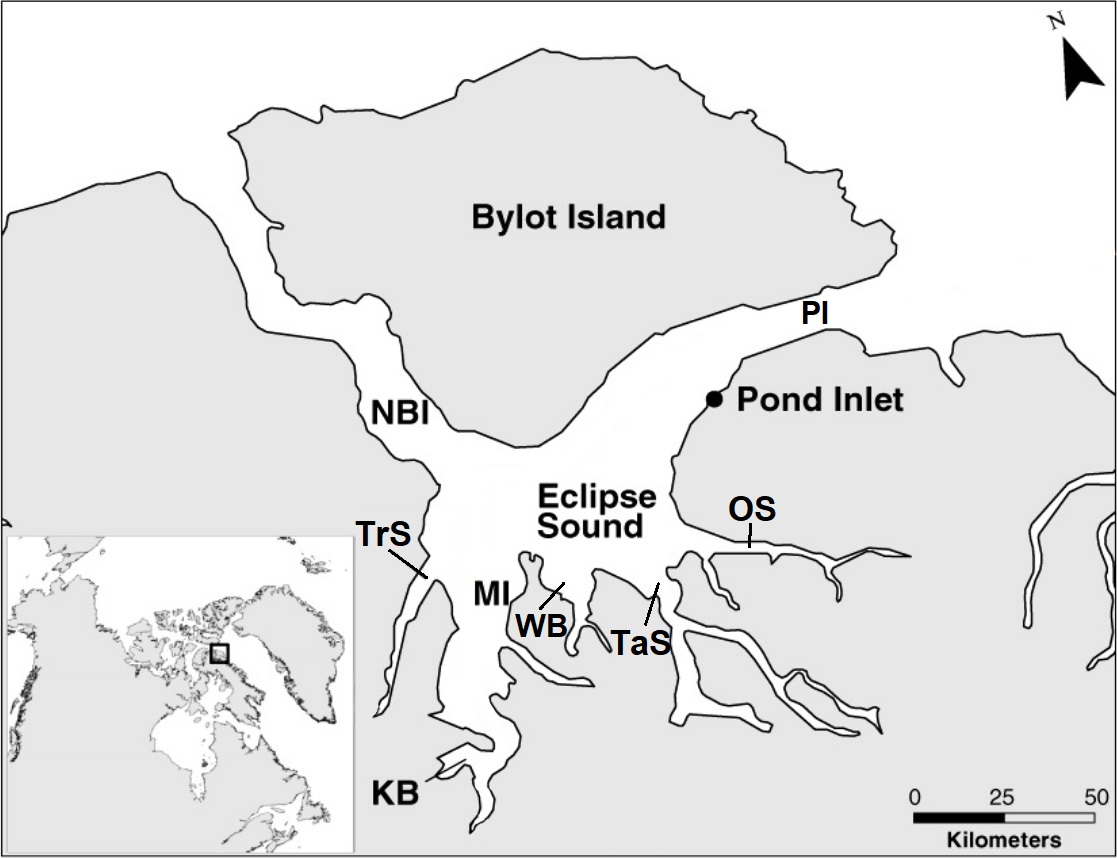 N
Bylot Island
PI
NBI
Pond Inlet
Eclipse
Sound
OS
TrS
MI
WB
TaS
KB
0 25 50
Kilometers